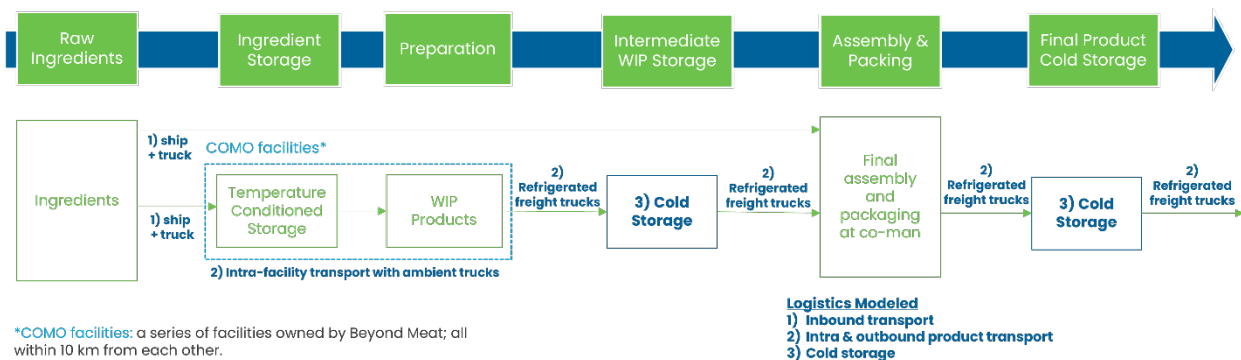 Raw
Ingredients
Ingredient
Storage
Preparation
Intermediate
WIP Storage
Assembly &
Packing
Final Product
Cold Storage
Ingredients
1) ship
+ truck
1) ship
+ truck
COMO facilities*
Temperature
Conditioned
Storage
WIP
Products
2) Intra-facility transport with ambient trucks
2)
Refrigerated
freight trucks
3) Cold
Storage
2)
Refrigerated
freight trucks
Final
assembly
and
packaging
at co-man
2)
Refrigerated
freight trucks
3) Cold
Storage
2)
Refrigerated
freight trucks
*COMO facilities: a series of facilities owned by Beyond Meat; all
within 10 km from each other.
Logistics Modeled
1) Inbound transport
2) Intra & outbound product transport
3) Cold storage